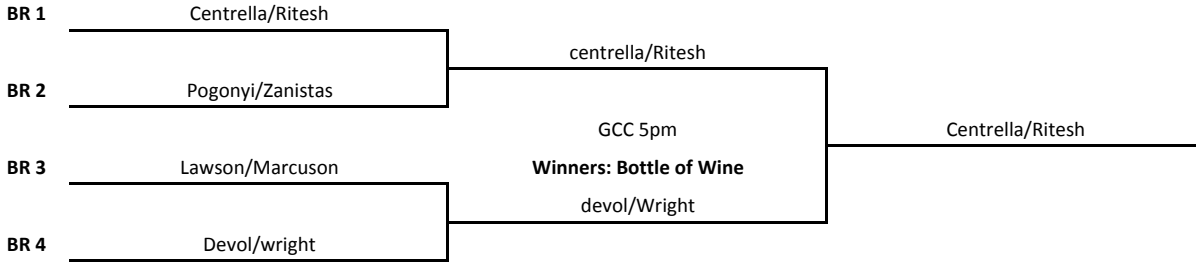 BR 1 Centrella/Ritesh
centrella/Ritesh
BR 2 Pogonyi/Zanistas
GCC 5pm Centrella/Ritesh
BR 3 Lawson/Marcuson Winners: Bottle of Wine
devol/Wright
BR 4 Devol/wright